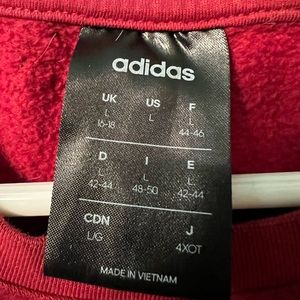 adidas
UK US F
L L L
16-18 44-46
D I E
L L L
42-44 48-50 42-44
CDN J
L/G 4XOT
MADE IN VIETNAM